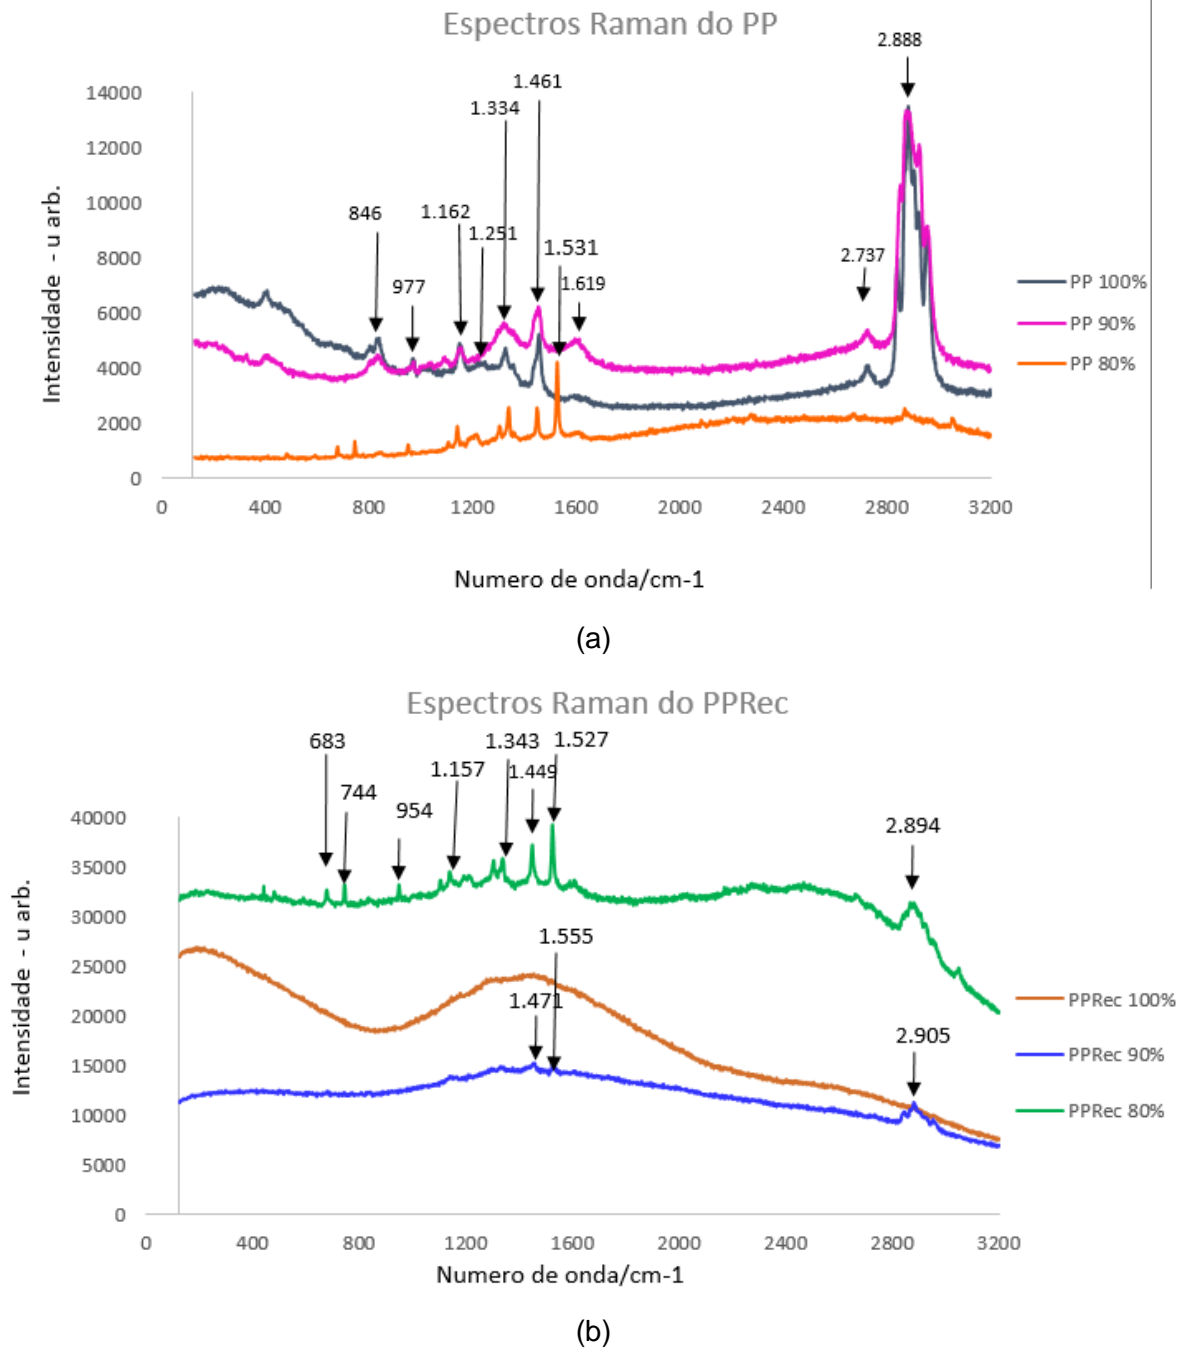 Espectros Raman do PP
2.888
1.461
1.334
846
1.162
1.251
1.531
977
1.619
2.737
Intensidade - u arb.
14000
12000
10000
8000
6000
4000
2000
0
PP 100%
PP 90%
PP 80%
0 400 800 1200 1600 2000 2400 2800 3200
Numero de onda/cm-1
(a)
Espectros Raman do PPRec
683
1.343
1.527
1.157
1.449
744
954
2.894
1.555
1.471
2.905
Intensidade - u arb.
40000
35000
30000
25000
20000
15000
10000
5000
0
PPRec 100%
PPRec 90%
PPRec 80%
0 400 800 1200 1600 2000 2400 2800 3200
Numero de onda/cm-1
(b)